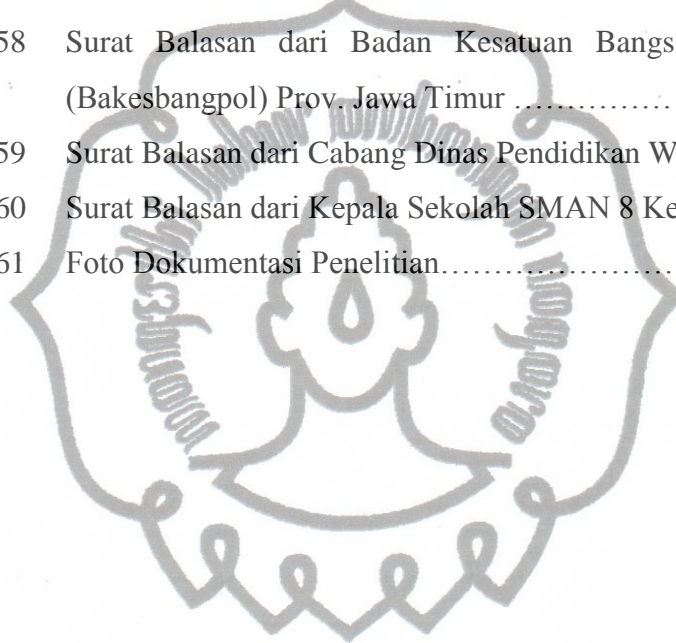 58 Surat Balasan dari Badan Kesatuan Bangs
(Bakesbangpol) Prov. Jawa Timur ……………
59 Surat Balasan dari Cabang Dinas Pendidikan W
60 Surat Balasan dari Kepala Sekolah SMAN 8 Ke
61 Foto Dokumentasi Penelitian……………………